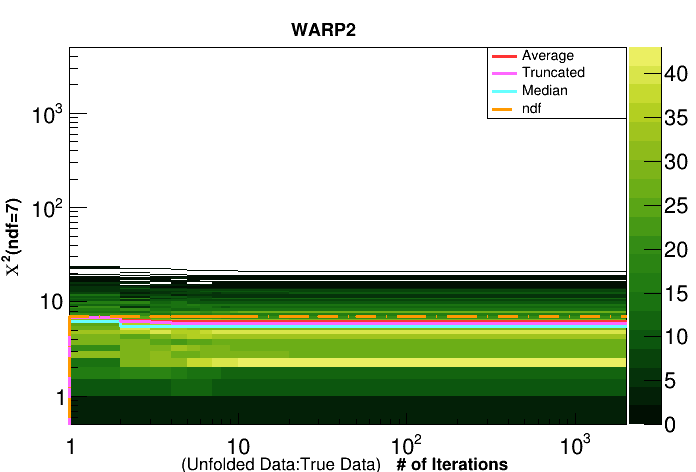 WARP2
Average
Truncated
Median
ndf
10³
10²
10
1
χ²(ndf=7)
40
35
30
25
20
15
10
5
0
1 10 10² 10³
(Unfolded Data:True Data) # of Iterations